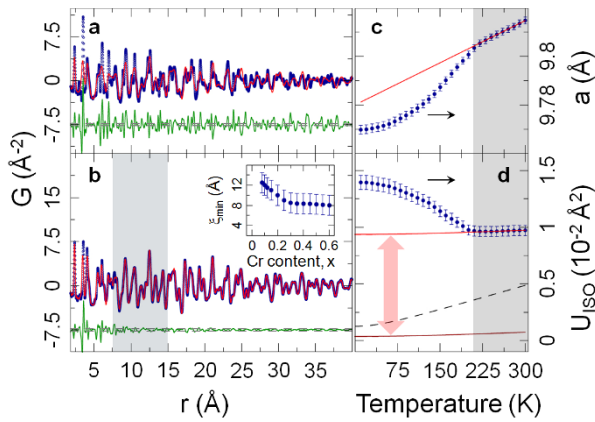 a
7.5
0
-7.5
G (Å-2)
b
15
7.5
0
-7.5
5 10 15 20 25 30 35
r (Å)
ξmin (Å)
12
8
4
0 0.2 0.4 0.6
Cr content, x
c
9.8
9.78
a (Å)
d
1.5
1
0.5
0
UISO (10-2 Å2)
75 150 225 300
Temperature (K)